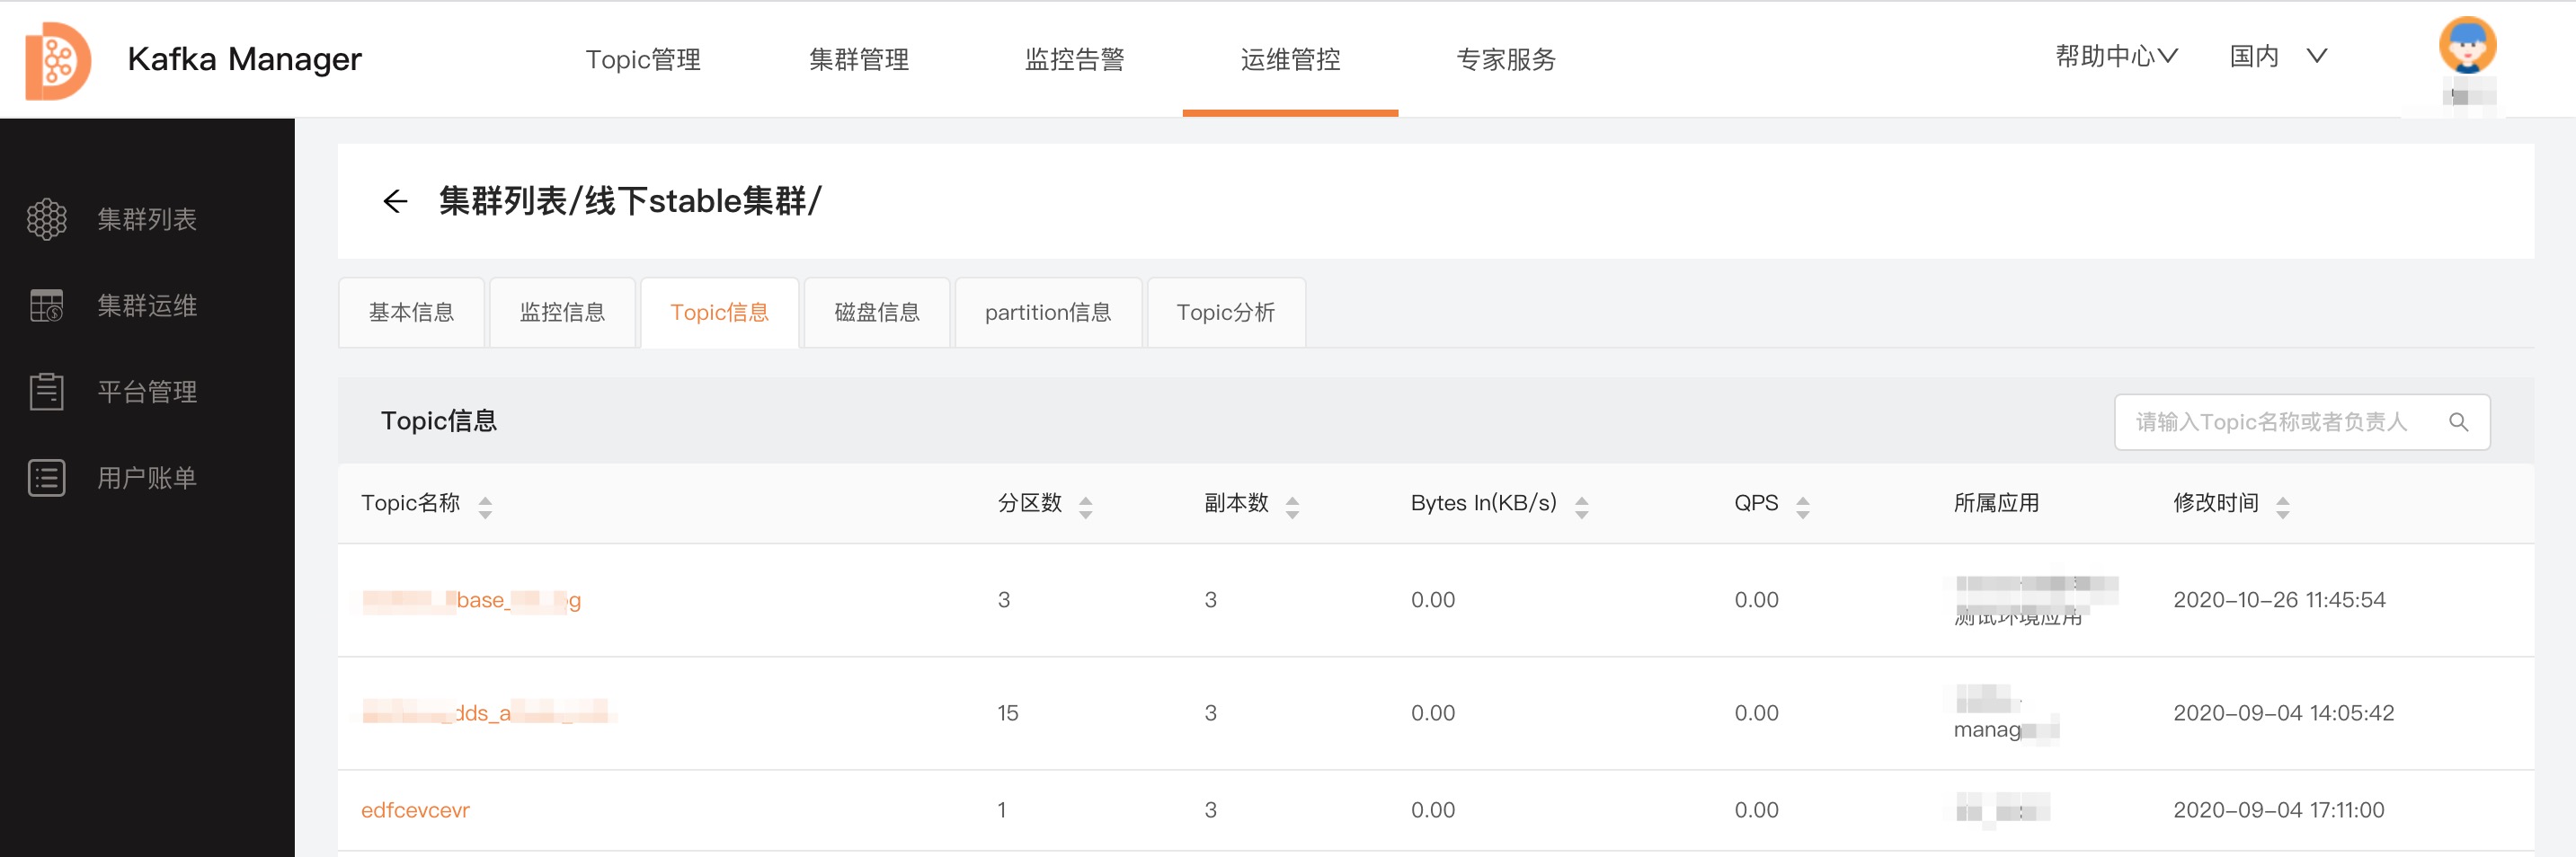 Kafka Manager
Topic管理 集群管理 监控告警 运维管控 专家服务 帮助中心 国内
集群列表
集群运维
平台管理
用户账单
集群列表/线下stable集群/
基本信息 监控信息 Topic信息 磁盘信息 partition信息 Topic分析
Topic信息 请输入Topic名称或者负责人
Topic名称 分区数 副本数 Bytes In(KB/s) QPS 所属应用 修改时间
base_ g 3 3 0.00 0.00 测试环境应用 2020-10-26 11:45:54
_dds_a 15 3 0.00 0.00 manag 2020-09-04 14:05:42
edfcevcevr 1 3 0.00 0.00 2020-09-04 17:11:00